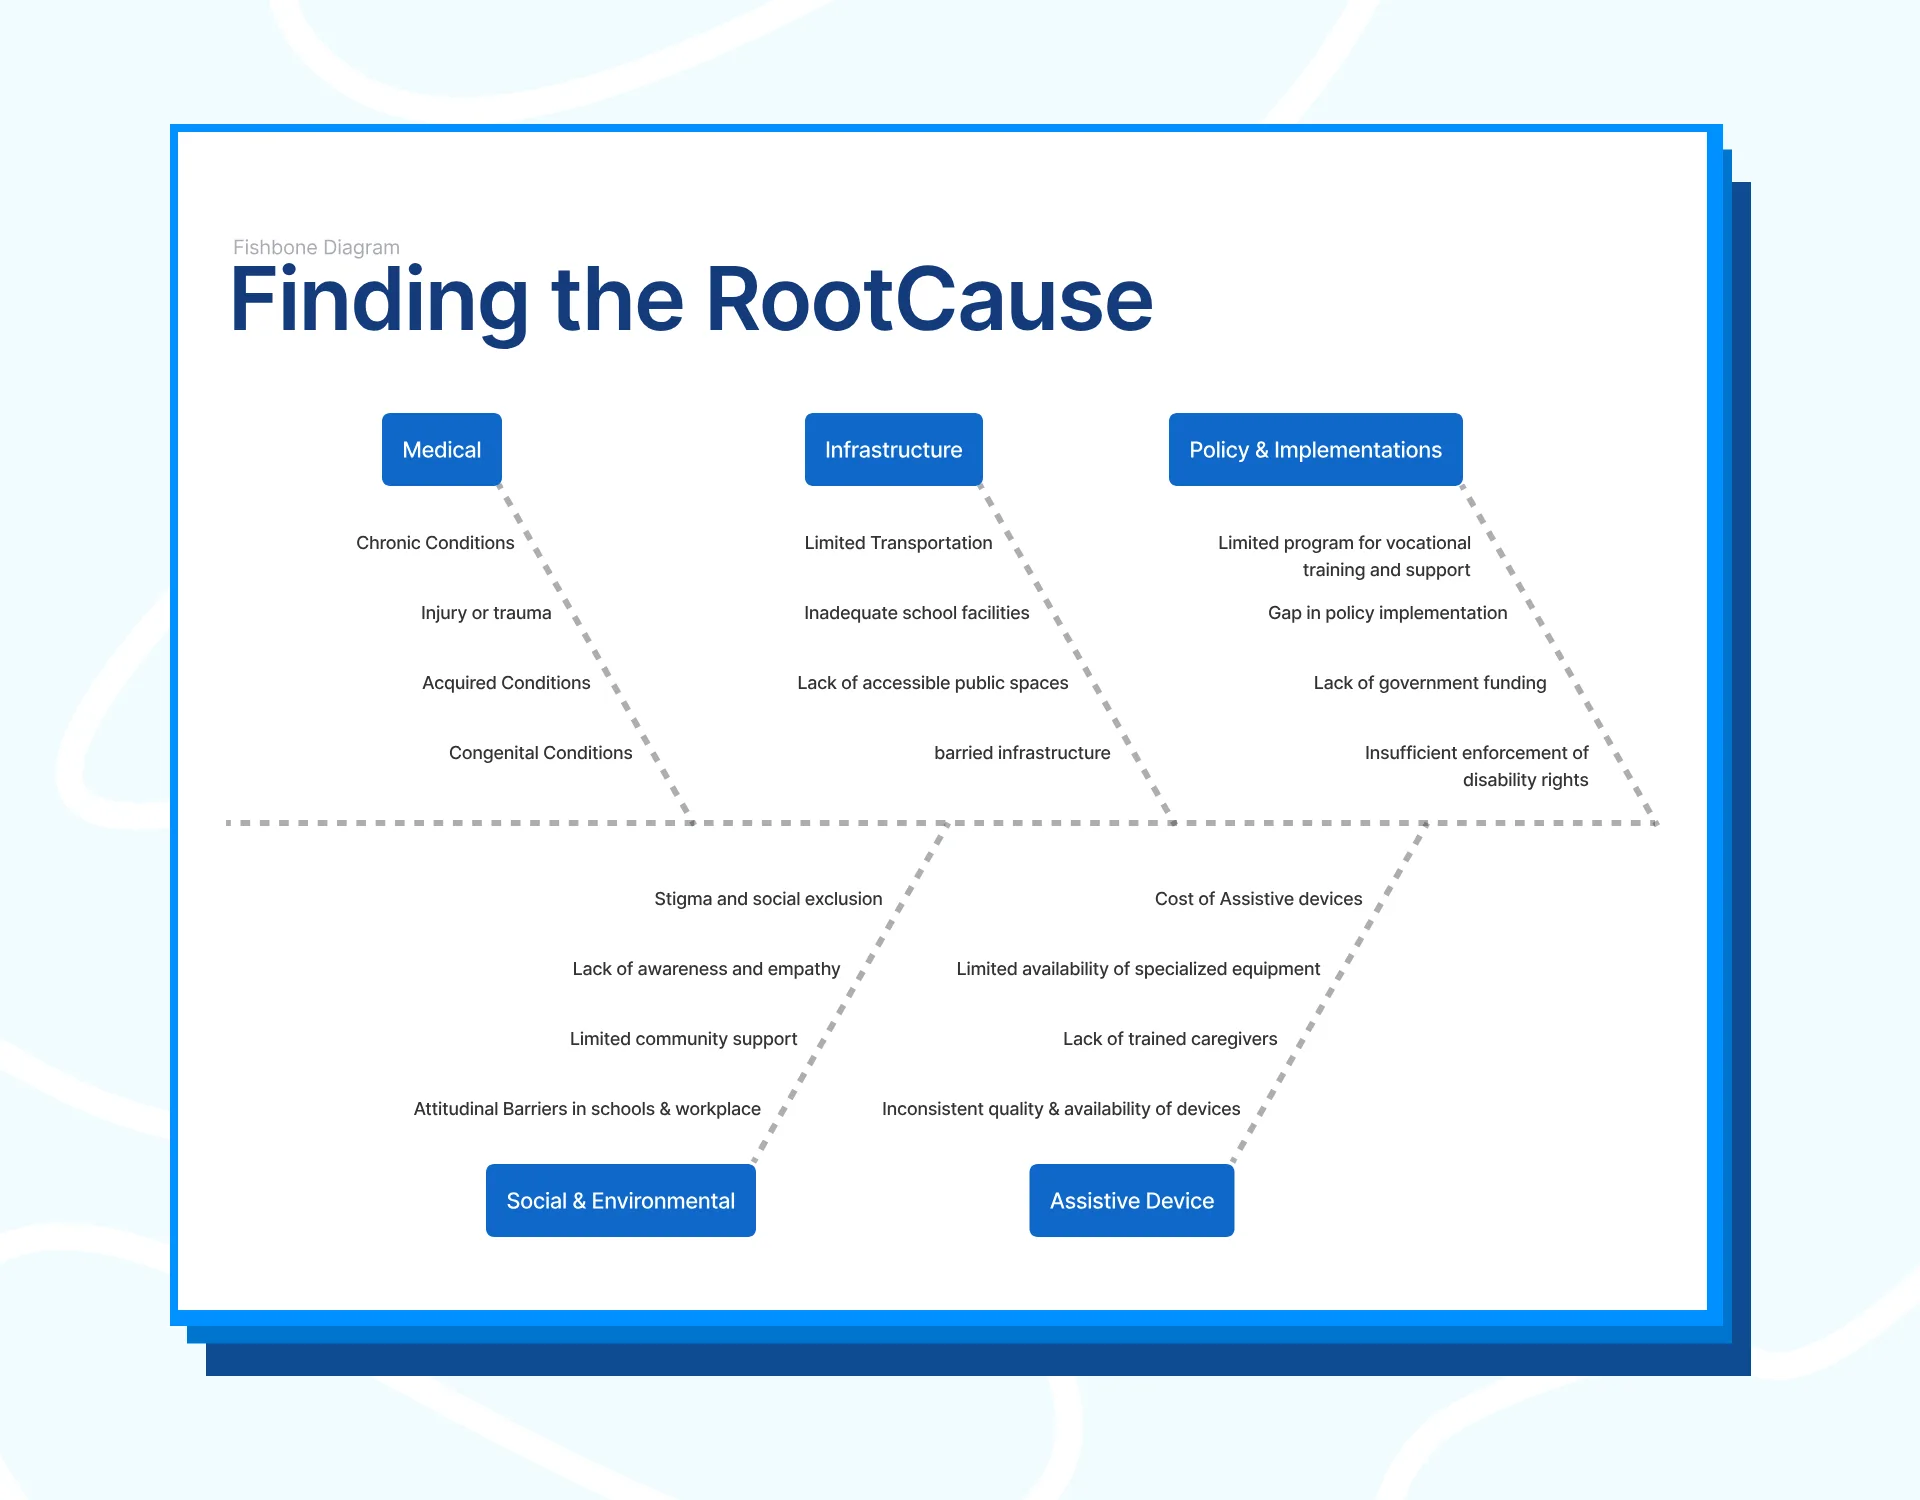 Fishbone Diagram
Finding the RootCause
Medical
Chronic Conditions
Injury or trauma
Acquired Conditions
Congenital Conditions
Infrastructure
Limited Transportation
Inadequate school facilities
Lack of accessible public spaces
barried infrastructure
Policy & Implementations
Limited program for vocational
training and support
Gap in policy implementation
Lack of government funding
Insufficient enforcement of
disability rights
Stigma and social exclusion
Lack of awareness and empathy
Limited community support
Attitudinal Barriers in schools & workplace
Social & Environmental
Cost of Assistive devices
Limited availability of specialized equipment
Lack of trained caregivers
Inconsistent quality & availability of devices
Assistive Device